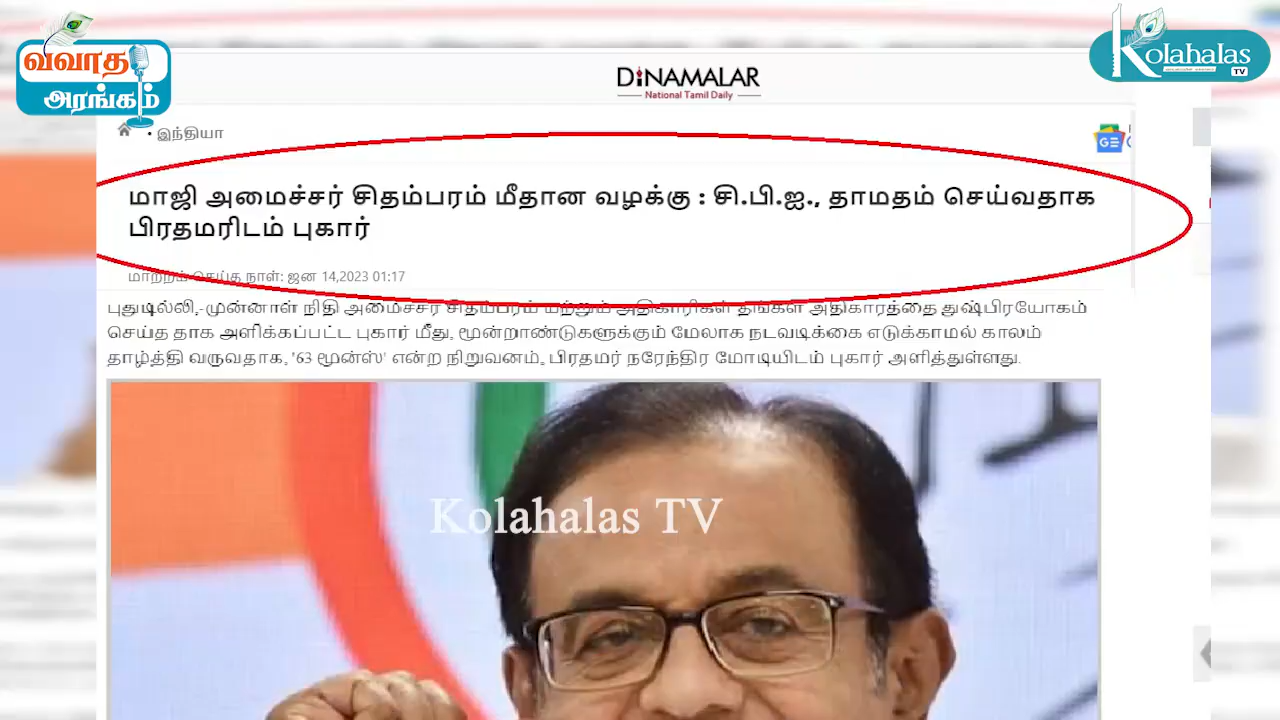 வவாத
அரங்கம்
Kolahalas
TV
DINAMALAR
National Tamil Daily
• இந்தியா
GE
மாஜி அமைச்சர் சிதம்பரம் மீதான வழக்கு : சி.பி.ஐ., தாமதம் செய்வதாக
பிரதமரிடம் புகார்
மாற்றம் செய்த நாள்: ஜன 14,2023 01:17
புதுடில்லி,-முன்னாள் நிதி அமைச்சர் சிதம்பரம் மற்றும் அதிகாரிகள் தங்கள் அதிகாரத்தை துஷ்பிரயோகம்
செய்த தாக அளிக்கப்பட்ட புகார் மீது, மூன்றாண்டுகளுக்கும் மேலாக நடவடிக்கை எடுக்காமல் காலம்
தாழ்த்தி வருவதாக, '63 மூன்ஸ்' என்ற நிறுவனம், பிரதமர் நரேந்திர மோடியிடம் புகார் அளித்துள்ளது.
Kolahalas TV